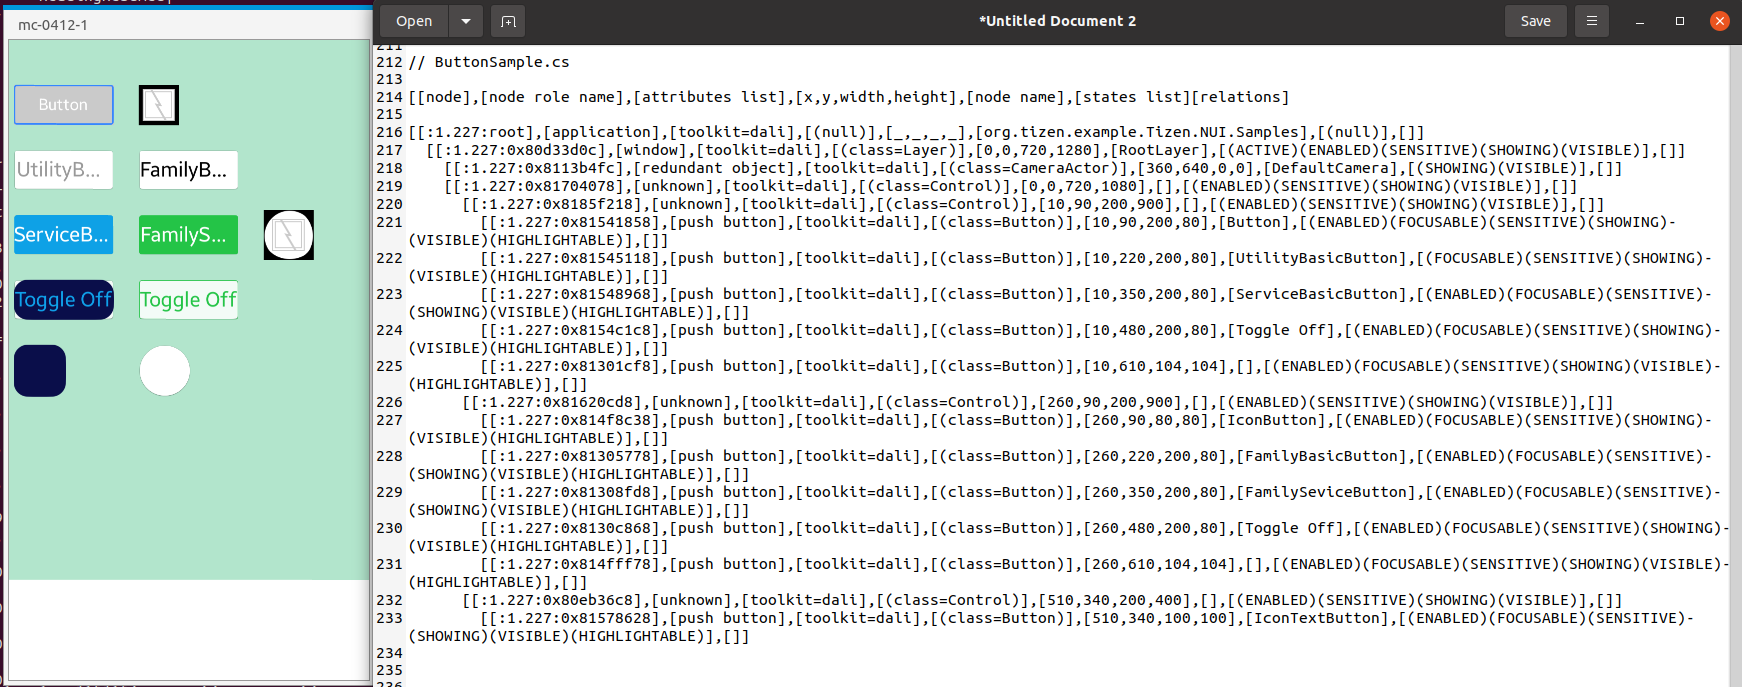 mc-0412-1
Button
UtilityB...
FamilyB...
ServiceB...
FamilyS...
Toggle Off
Toggle Off
Open
*Untitled Document 2
Save
211
212 // ButtonSample.cs
213
214 [[node],[node role name],[attributes list],[x,y,width,height],[node name],[states list][relations]
215
216 [[:1.227:root],[application],[toolkit=dali],[(null)],[_,_,_,_],[org.tizen.example.Tizen.NUI.Samples],[(null)],[]]
217 [[:1.227:0x80d33d0c],[window],[toolkit=dali],[(class=Layer)],[0,0,720,1280],[RootLayer],[(ACTIVE)(ENABLED)(SENSITIVE)(SHOWING)(VISIBLE)],[]]
218 [[:1.227:0x8113b4fc],[redundant object],[toolkit=dali],[(class=CameraActor)],[360,640,0,0],[DefaultCamera],[(SHOWING)(VISIBLE)],[]]
219 [[:1.227:0x81704078],[unknown],[toolkit=dali],[(class=Control)],[0,0,720,1080],[],[(ENABLED)(SENSITIVE)(SHOWING)(VISIBLE)],[]]
220 [[:1.227:0x8185f218],[unknown],[toolkit=dali],[(class=Control)],[10,90,200,900],[],[(ENABLED)(SENSITIVE)(SHOWING)(VISIBLE)],[]]
221 [[:1.227:0x81541858],[push button],[toolkit=dali],[(class=Button)],[10,90,200,80],[Button],[(ENABLED)(FOCUSABLE)(SENSITIVE)(SHOWING)-
(VISIBLE)(HIGHLIGHTABLE)],[]]
222 [[:1.227:0x81545118],[push button],[toolkit=dali],[(class=Button)],[10,220,200,80],[UtilityBasicButton],[(FOCUSABLE)(SENSITIVE)(SHOWING)-
(VISIBLE)(HIGHLIGHTABLE)],[]]
223 [[:1.227:0x81548968],[push button],[toolkit=dali],[(class=Button)],[10,350,200,80],[ServiceBasicButton],[(ENABLED)(FOCUSABLE)(SENSITIVE)-
(SHOWING)(VISIBLE)(HIGHLIGHTABLE)],[]]
224 [[:1.227:0x8154c1c8],[push button],[toolkit=dali],[(class=Button)],[10,480,200,80],[Toggle Off],[(ENABLED)(FOCUSABLE)(SENSITIVE)(SHOWING)-
(VISIBLE)(HIGHLIGHTABLE)],[]]
225 [[:1.227:0x81301cf8],[push button],[toolkit=dali],[(class=Button)],[10,610,104,104],[],[(ENABLED)(FOCUSABLE)(SENSITIVE)(SHOWING)(VISIBLE)-
(HIGHLIGHTABLE)],[]]
226 [[:1.227:0x81620cd8],[unknown],[toolkit=dali],[(class=Control)],[260,90,200,900],[],[(ENABLED)(SENSITIVE)(SHOWING)(VISIBLE)],[]]
227 [[:1.227:0x814f8c38],[push button],[toolkit=dali],[(class=Button)],[260,90,80,80],[IconButton],[(ENABLED)(FOCUSABLE)(SENSITIVE)(SHOWING)-
(VISIBLE)(HIGHLIGHTABLE)],[]]
228 [[:1.227:0x81305778],[push button],[toolkit=dali],[(class=Button)],[260,220,200,80],[FamilyBasicButton],[(ENABLED)(FOCUSABLE)(SENSITIVE)-
(SHOWING)(VISIBLE)(HIGHLIGHTABLE)],[]]
229 [[:1.227:0x81308fd8],[push button],[toolkit=dali],[(class=Button)],[260,350,200,80],[FamilySeviceButton],[(ENABLED)(FOCUSABLE)(SENSITIVE)-
(SHOWING)(VISIBLE)(HIGHLIGHTABLE)],[]]
230 [[:1.227:0x8130c868],[push button],[toolkit=dali],[(class=Button)],[260,480,100,80],[Toggle Off],[(ENABLED)(FOCUSABLE)(SENSITIVE)(SHOWING)-
(VISIBLE)(HIGHLIGHTABLE)],[]]
231 [[:1.227:0x814fff78],[push button],[toolkit=dali],[(class=Button)],[260,610,104,104],[],[(ENABLED)(FOCUSABLE)(SENSITIVE)(SHOWING)(VISIBLE)-
(HIGHLIGHTABLE)],[]]
232 [[:1.227:0x80eb36c8],[unknown],[toolkit=dali],[(class=Control)],[510,340,200,400],[],[(ENABLED)(SENSITIVE)(SHOWING)(VISIBLE)],[]]
233 [[:1.227:0x81578628],[push button],[toolkit=dali],[(class=Button)],[510,340,100,100],[IconTextButton],[(ENABLED)(FOCUSABLE)(SENSITIVE)-
(SHOWING)(VISIBLE)(HIGHLIGHTABLE)],[]]
234
235
236